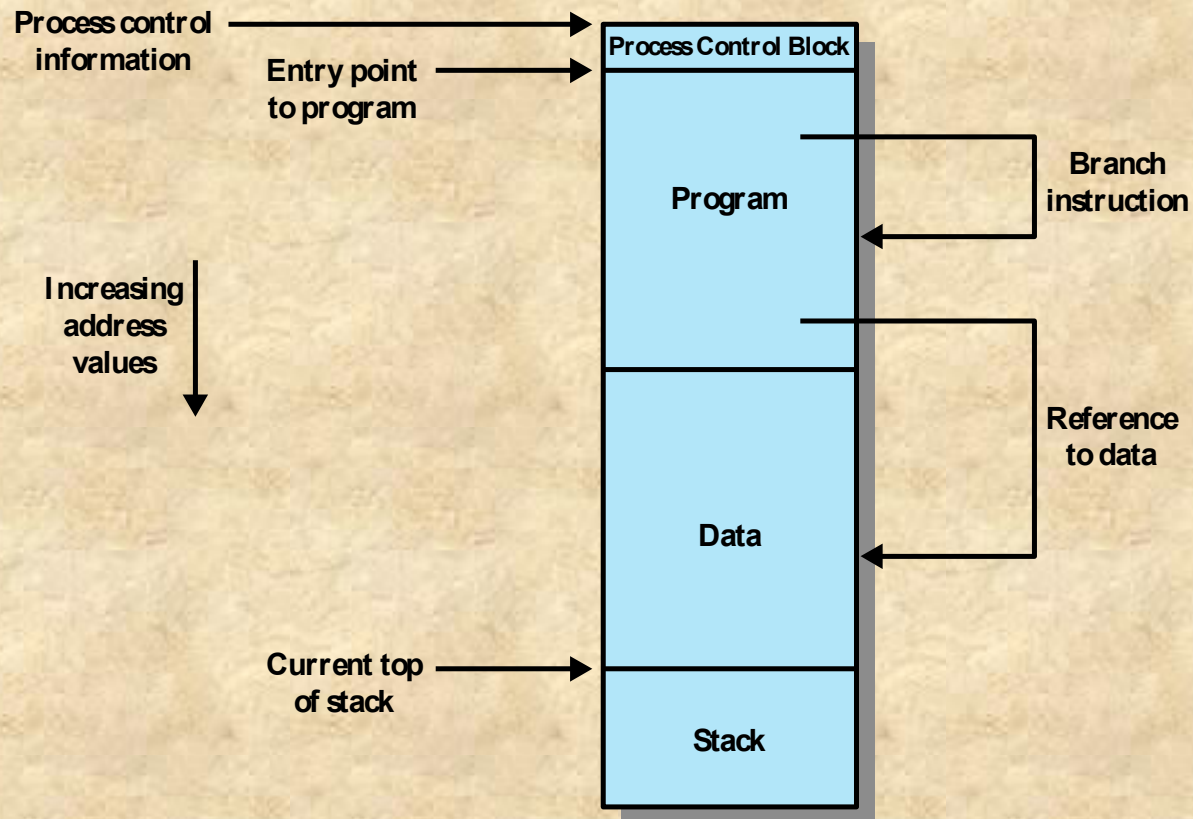 Process control
information
Process Control Block
Entry point
to program
Branch
instruction
Program
Increasing
address
values
Reference
to data
Data
Current top
of stack
Stack